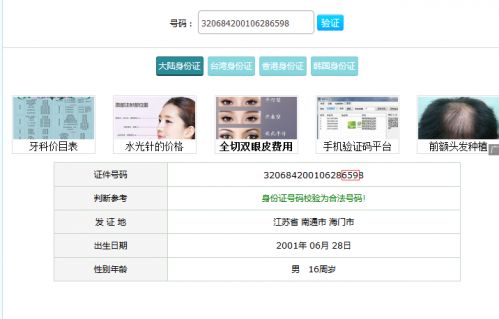 号码： 320684200106286598 验证
大陆身份证 台湾身份证 香港身份证 韩国身份证
牙科价目表 水光针的价格 全切双眼皮费用 手机验证码平台 前额头发种植
证件号码 320684200106286598
判断参考 身份证号码校验为合法号码!
发 证 地 江苏省 南通市 海门市
出生日期 2001年 06月 28日
性别年龄 男 16周岁